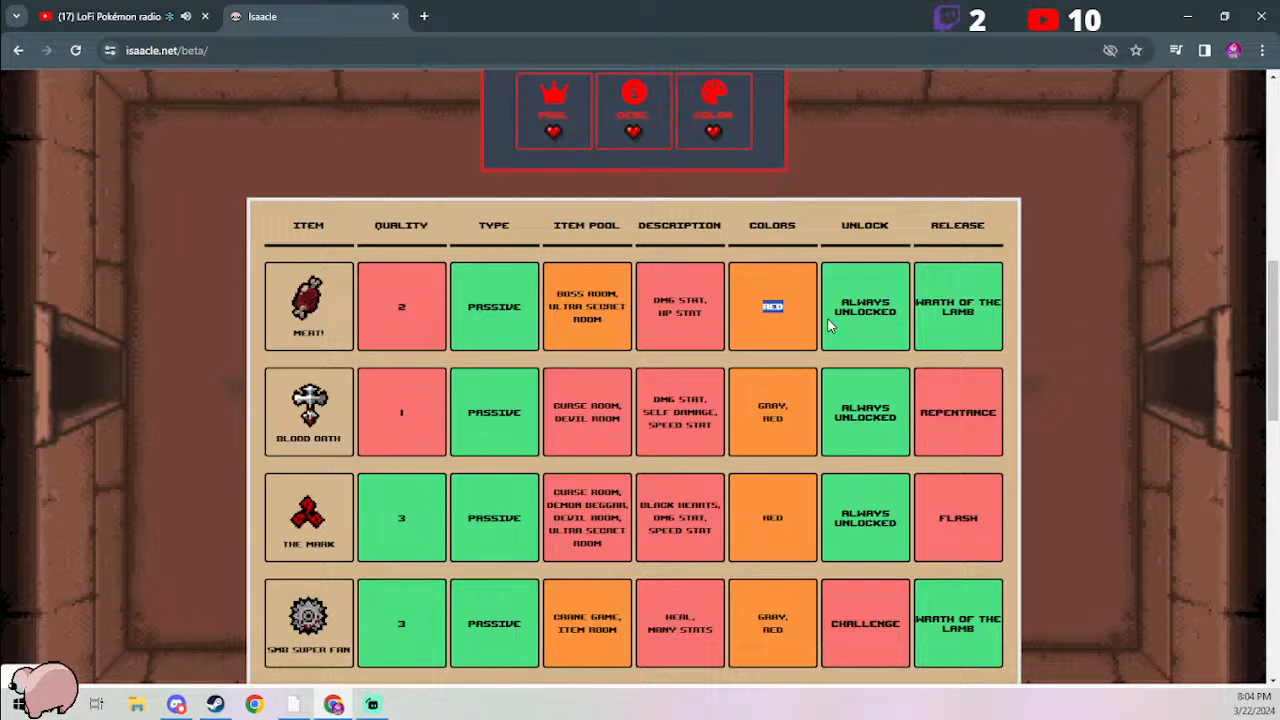 (17) LoFi Pokémon radio
Isaacle
2
10
isaacle.net/beta/
POOL
DESC
COLOR
ITEM QUALITY TYPE ITEM POOL DESCRIPTION COLORS UNLOCK RELEASE
MEAT!
2
PASSIVE
BOSS ROOM,
ULTRA SECRET
ROOM
DMG STAT,
HP STAT
RED
ALWAYS
UNLOCKED
WRATH OF THE
LAMB
BLOOD OATH
1
PASSIVE
CURSE ROOM,
DEVIL ROOM
DMG STAT,
SELF DAMAGE,
SPEED STAT
GRAY,
RED
ALWAYS
UNLOCKED
REPENTANCE
THE MARK
3
PASSIVE
CURSE ROOM,
DEMON BEGGAR,
DEVIL ROOM,
ULTRA SECRET
ROOM
BLACK HEARTS,
DMG STAT,
SPEED STAT
RED
ALWAYS
UNLOCKED
FLASH
SMB SUPER FAN
3
PASSIVE
CRANE GAME,
ITEM ROOM
HEAL,
MANY STATS
GRAY,
RED
CHALLENGE
WRATH OF THE
LAMB
8:04 PM
3/22/2024